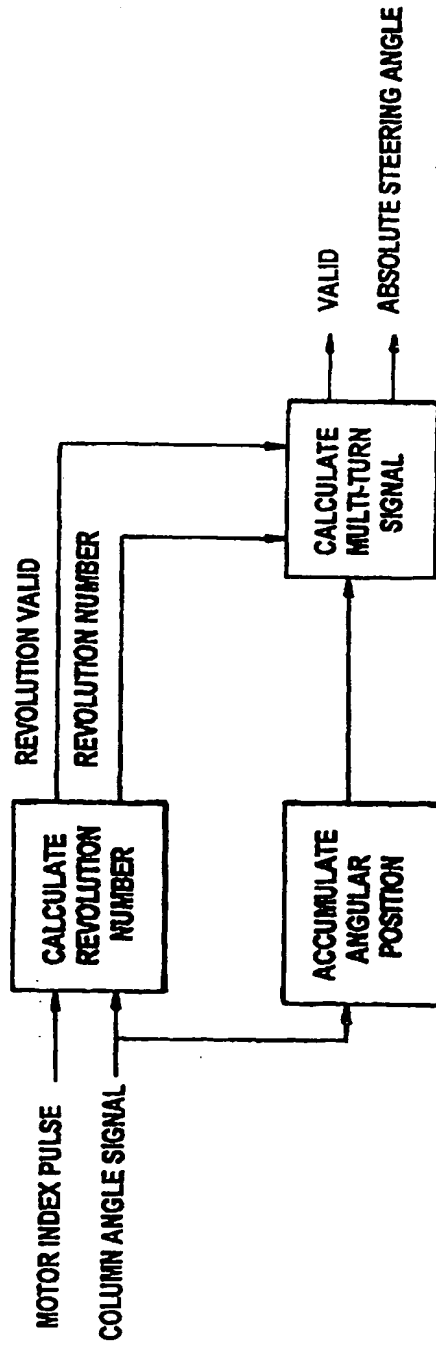 MOTOR INDEX PULSE
COLUMN ANGLE SIGNAL
CALCULATE
REVOLUTION
NUMBER
REVOLUTION VALID
REVOLUTION NUMBER
ACCUMULATE
ANGULAR
POSITION
CALCULATE
MULTI-TURN
SIGNAL
VALID
ABSOLUTE STEERING ANGLE